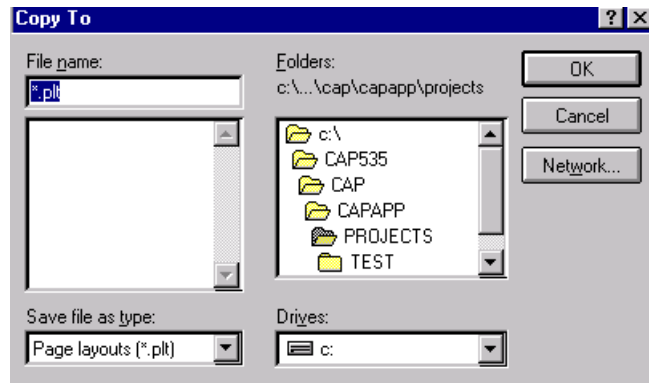 Copy To
File name:
*.plt
Folders:
c:\...\cap\capapp\projects
c:\
CAP535
CAP
CAPAPP
PROJECTS
TEST
OK
Cancel
Network...
Save file as type:
Page layouts (*.plt)
Drives:
c: